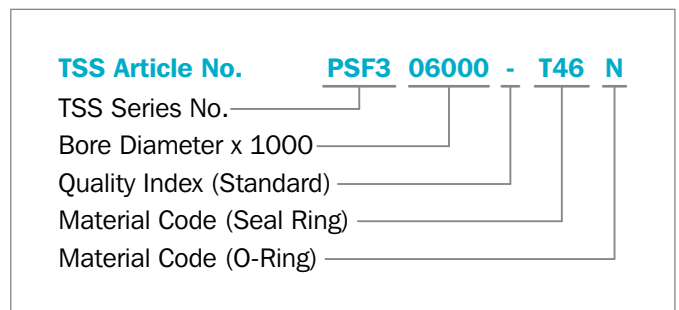 TSS Article No. PSF3 06000 - T46 N
TSS Series No.
Bore Diameter x 1000
Quality Index (Standard)
Material Code (Seal Ring)
Material Code (O-Ring)